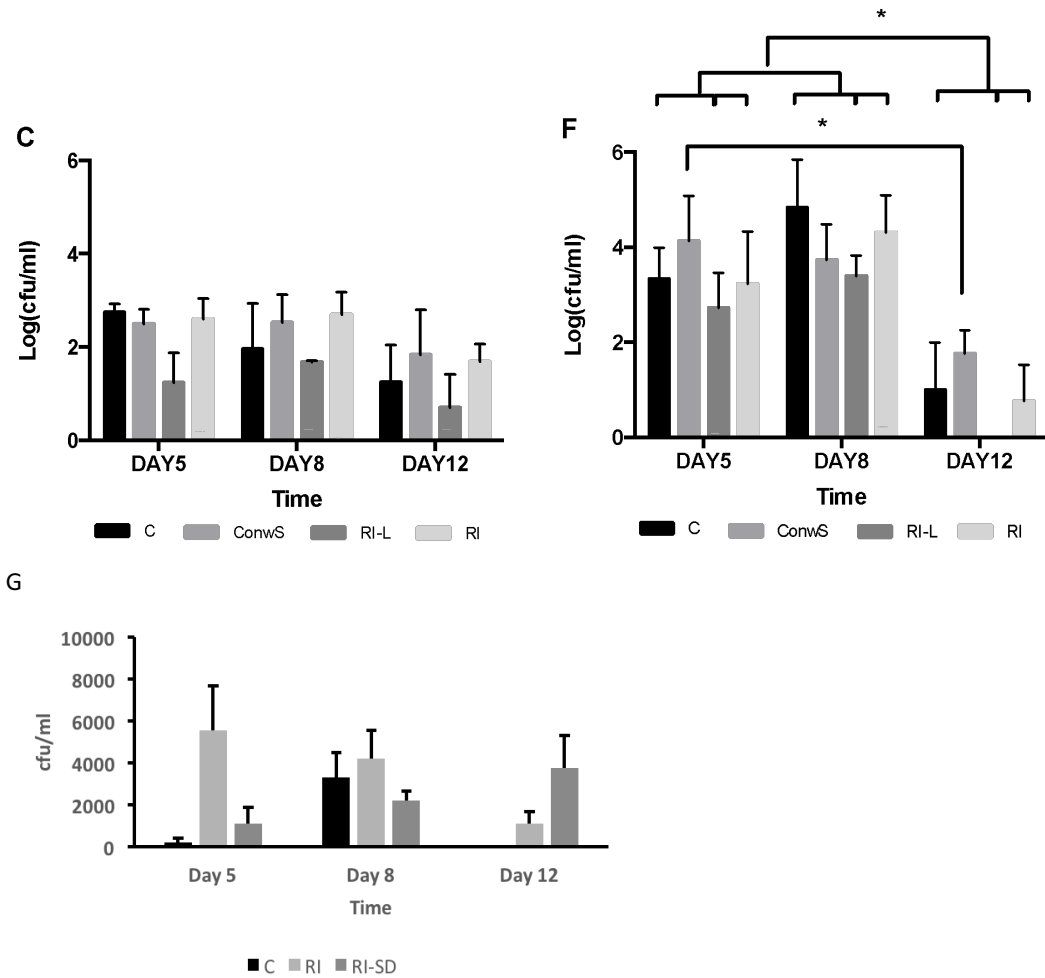 C
6
4
2
0
Log(cfu/ml)
DAY5 DAY8 DAY12
Time
C ConwS RI-L RI
*
F
*
6
4
2
0
Log(cfu/ml)
DAY5 DAY8 DAY12
Time
C ConwS RI-L RI
G
10000
8000
6000
4000
2000
0
cfu/ml
Day 5 Day 8 Day 12
Time
C RI RI-SD